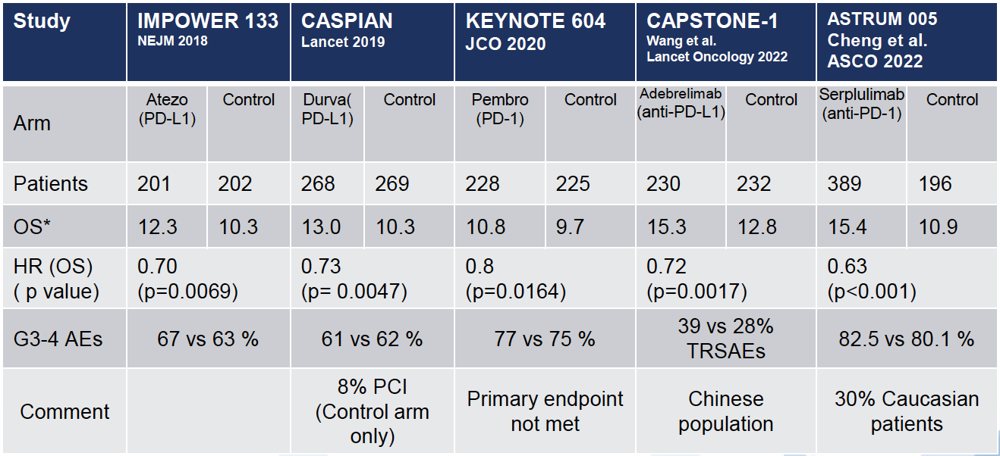 Study
IMPOWER 133
NEJM 2018
CASPIAN
Lancet 2019
KEYNOTE 604
JCO 2020
CAPSTONE-1
Wang et al.
Lancet Oncology 2022
ASTRUM 005
Cheng et al.
ASCO 2022
Arm
Atezo
(PD-L1)
Control
Durva(
PD-L1)
Control
Pembro
(PD-1)
Control
Adebrelimab
(anti-PD-L1)
Control
Serplulimab
(anti-PD-1)
Control
Patients
201
202
268
269
228
225
230
232
389
196
OS*
12.3
10.3
13.0
10.3
10.8
9.7
15.3
12.8
15.4
10.9
HR (OS)
( p value)
0.70
(p=0.0069)
0.73
(p= 0.0047)
0.8
(p=0.0164)
0.72
(p=0.0017)
0.63
(p<0.001)
G3-4 AEs
67 vs 63 %
61 vs 62 %
77 vs 75 %
39 vs 28%
TRSAEs
82.5 vs 80.1 %
Comment
8% PCI
(Control arm
only)
Primary endpoint
not met
Chinese
population
30% Caucasian
patients